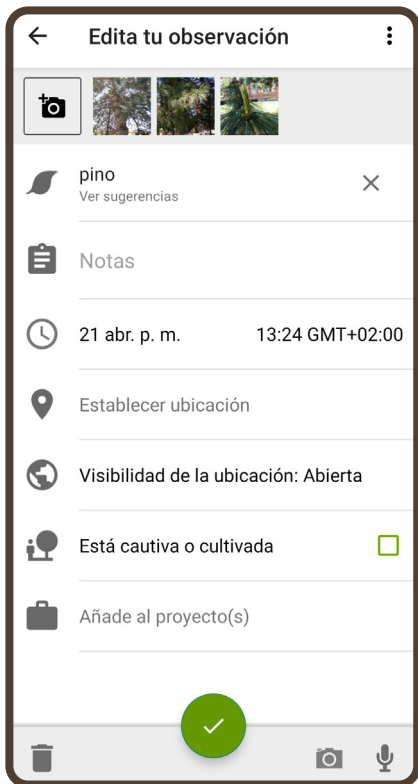 Edita tu observación
pino
Ver sugerencias
Notas
21 abr. p. m. 13:24 GMT+02:00
Establecer ubicación
Visibilidad de la ubicación: Abierta
Está cautiva o cultivada
Añade al proyecto(s)